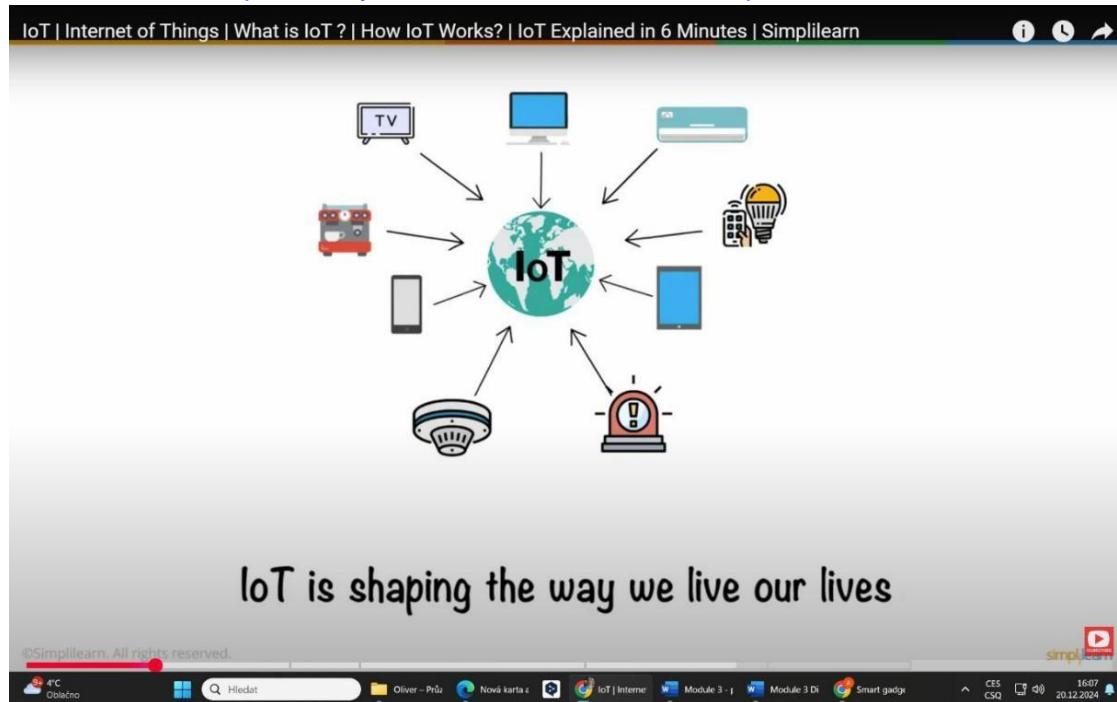 IoT | Internet of Things | What is IoT ? | How IoT Works? | IoT Explained in 6 Minutes | Simplilearn
TV
IoT
IoT is shaping the way we live our lives
©Simplilearn. All rights reserved.
SUBSCRIBE
simplilearn
4°C
Oblačno
Hledat
Oliver – Prů
Nová karta
IoT | Interne
Module 3 -
Module 3 Di
Smart gadge
CES
CSQ
16:07
20.12.2024